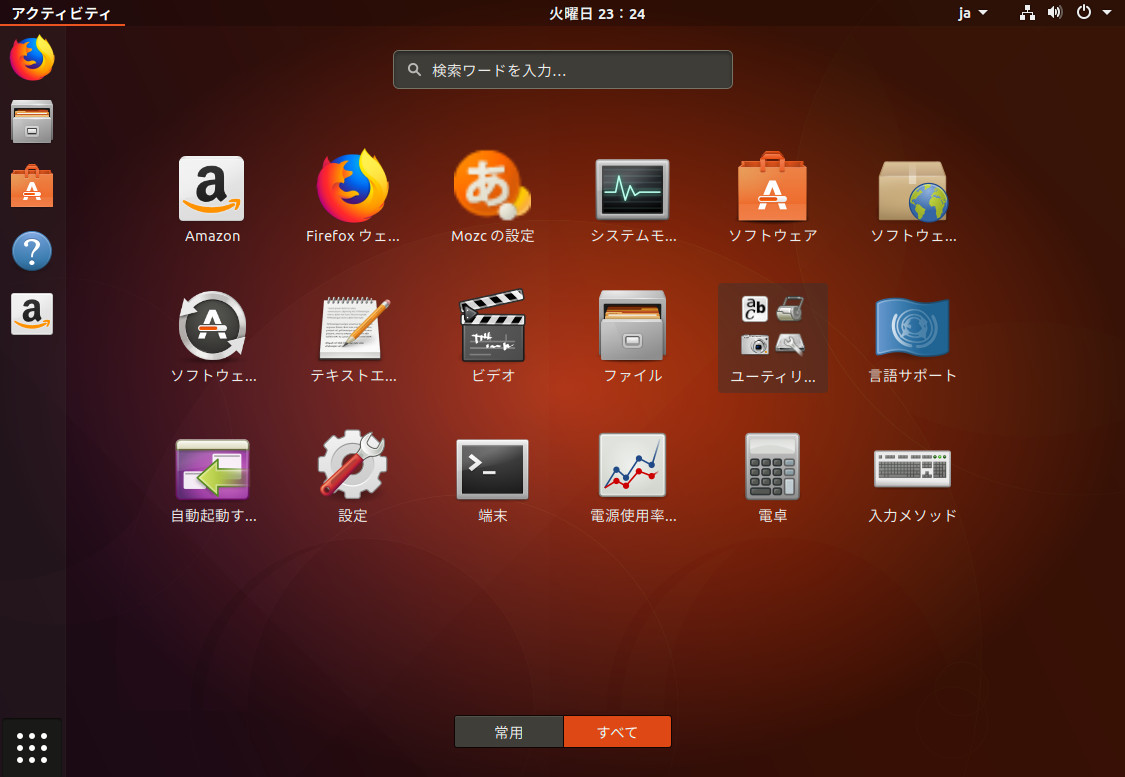 アクティビティ
火曜日 23：24
ja
検索ワードを入力...
Amazon
Firefox ウェ...
Mozc の設定
システムモ...
ソフトウェア
ソフトウェ...
ソフトウェ...
テキストエ...
ビデオ
ファイル
ユーティリ...
言語サポート
自動起動す...
設定
端末
電源使用率...
電卓
入力メソッド
常用
すべて